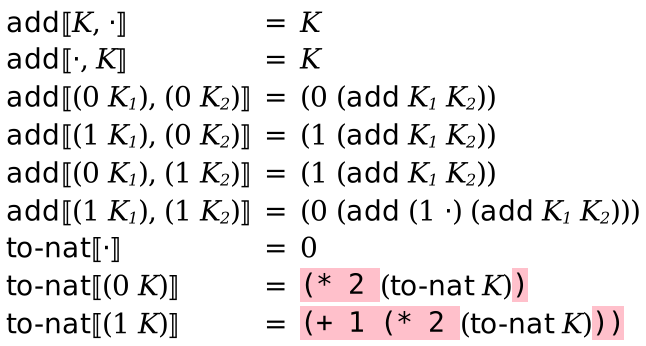 add⟦K, ·⟧ = K
add⟦·, K⟧ = K
add⟦(0 K₁), (0 K₂)⟧ = (0 (add K₁ K₂))
add⟦(1 K₁), (0 K₂)⟧ = (1 (add K₁ K₂))
add⟦(0 K₁), (1 K₂)⟧ = (1 (add K₁ K₂))
add⟦(1 K₁), (1 K₂)⟧ = (0 (add (1 ·) (add K₁ K₂)))
to-nat⟦·⟧ = 0
to-nat⟦(0 K)⟧ = (* 2 (to-nat K))
to-nat⟦(1 K)⟧ = (+ 1 (* 2 (to-nat K)))